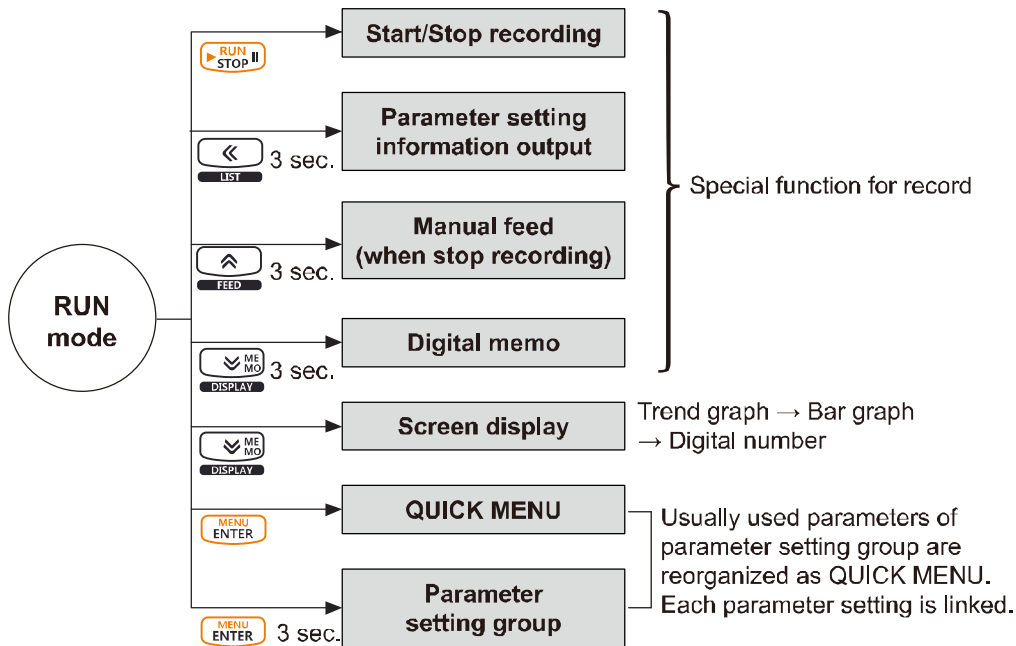 RUN
mode
▶ RUN
STOP II
Start/Stop recording
LIST
3 sec.
Parameter setting
information output
FEED
3 sec.
Manual feed
(when stop recording)
ME
MO
DISPLAY
3 sec.
Digital memo
Special function for record
ME
MO
DISPLAY
Screen display
Trend graph → Bar graph
→ Digital number
MENU
ENTER
QUICK MENU
MENU
ENTER
3 sec.
Parameter
setting group
Usually used parameters of
parameter setting group are
reorganized as QUICK MENU.
Each parameter setting is linked.